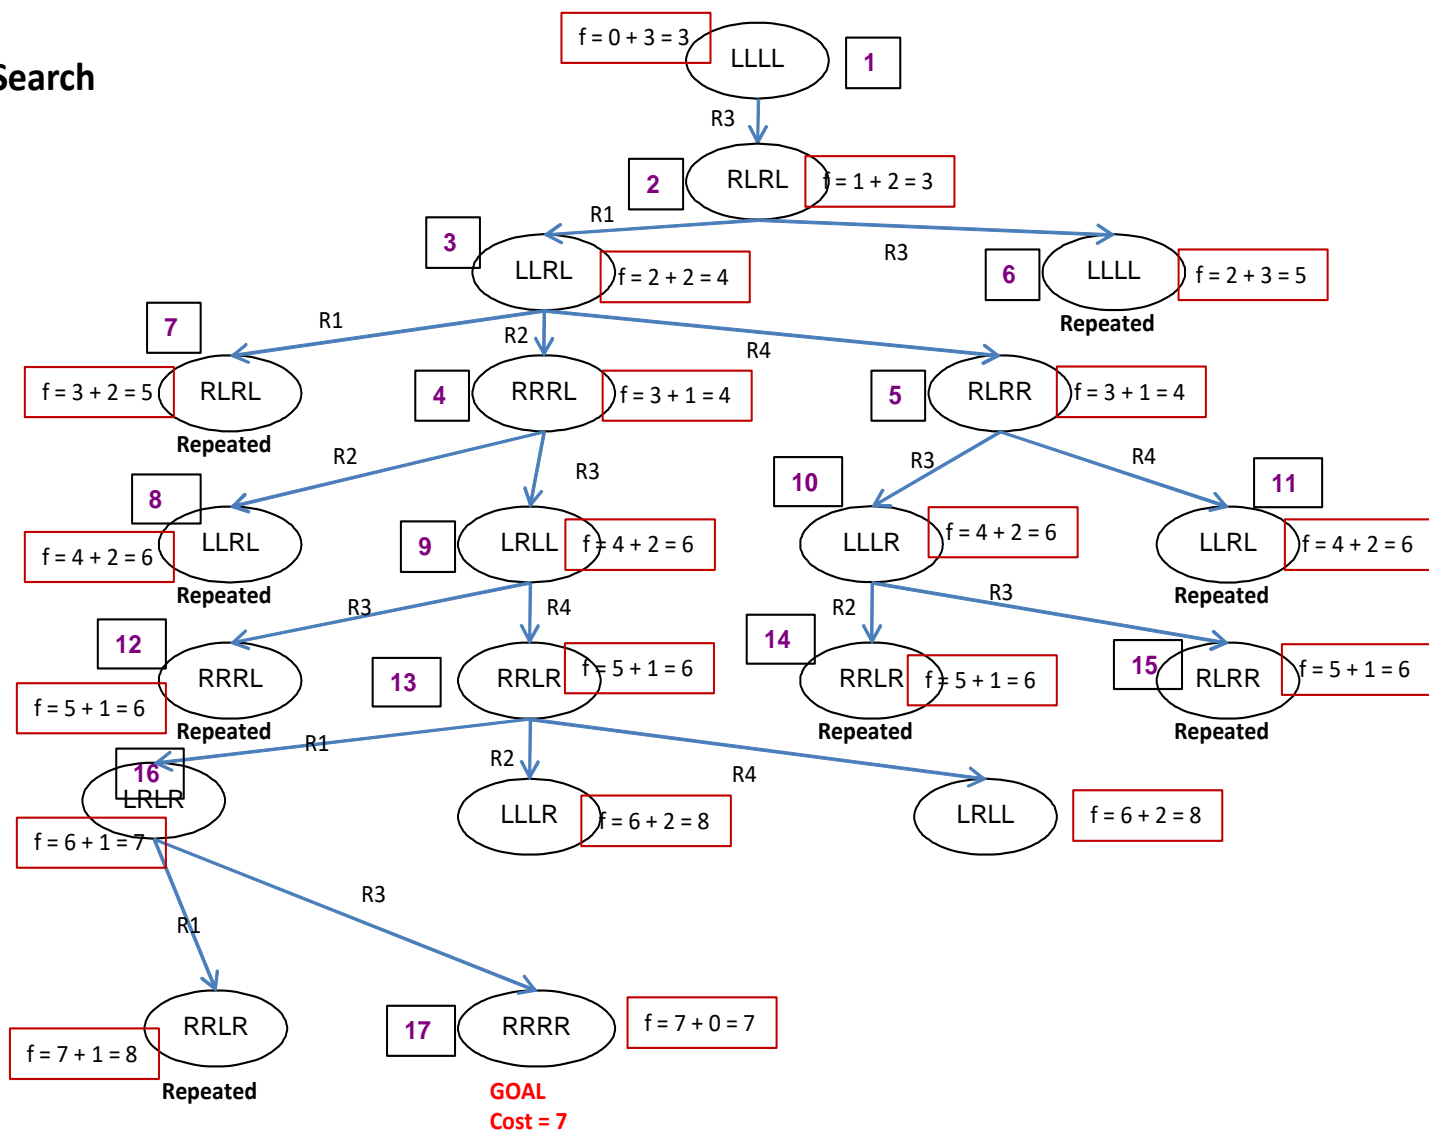 f = 0 + 3 = 3
LLLL
1
Search
R3
2
RLRL
f = 1 + 2 = 3
R1
R3
3
LLRL
f = 2 + 2 = 4
6
LLLL
f = 2 + 3 = 5
Repeated
7
R1
R2
R4
f = 3 + 2 = 5
RLRL
Repeated
4
RRRL
f = 3 + 1 = 4
5
RLRR
f = 3 + 1 = 4
R2
R3
R3
R4
8
LLRL
f = 4 + 2 = 6
Repeated
9
LRLL
f = 4 + 2 = 6
10
LLLR
f = 4 + 2 = 6
11
LLRL
f = 4 + 2 = 6
Repeated
R3
R4
R2
R3
12
RRRL
f = 5 + 1 = 6
Repeated
13
RRLR
f = 5 + 1 = 6
14
RRLR
f = 5 + 1 = 6
Repeated
15
RLRR
f = 5 + 1 = 6
Repeated
R1
R2
R4
16
LRLR
f = 6 + 1 = 7
LLLR
f = 6 + 2 = 8
LRLL
f = 6 + 2 = 8
R1
R3
RRLR
f = 7 + 1 = 8
Repeated
17
RRRR
f = 7 + 0 = 7
GOAL
Cost = 7